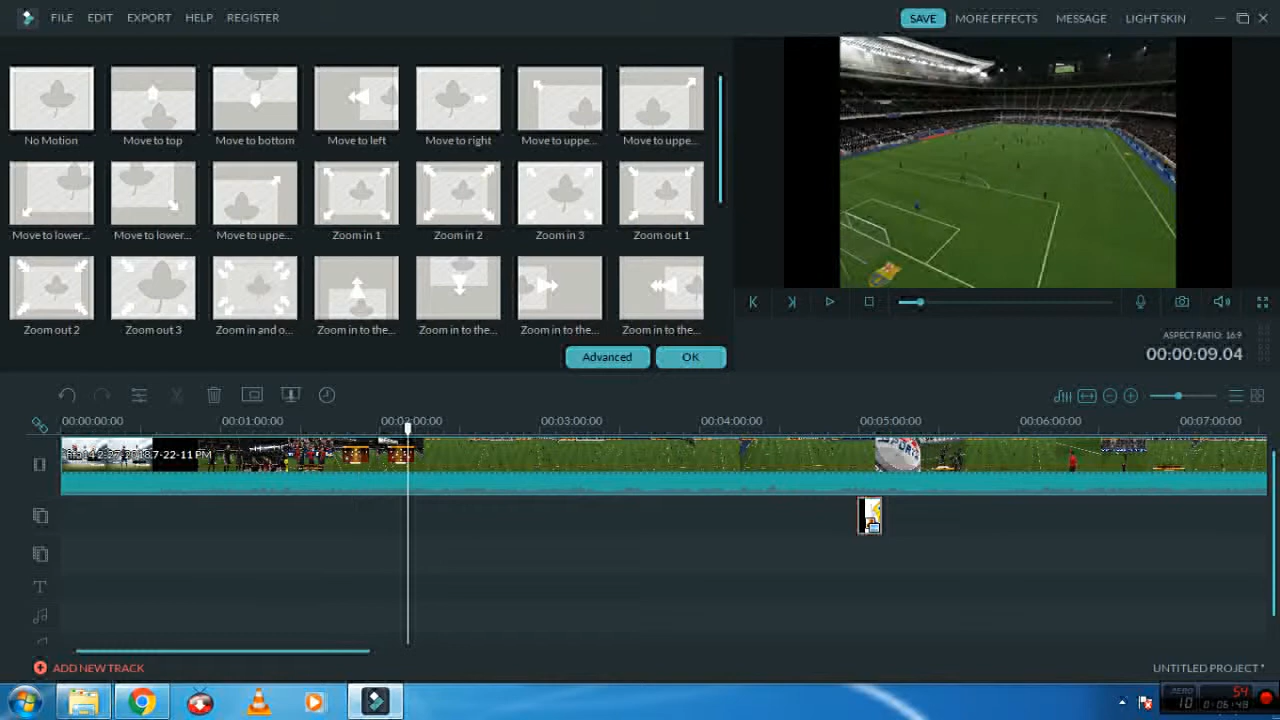 FILE EDIT EXPORT HELP REGISTER
SAVE MORE EFFECTS MESSAGE LIGHT SKIN
No Motion Move to top Move to bottom Move to left Move to right Move to uppe... Move to uppe...
Move to lower... Move to lower... Move to uppe... Zoom in 1 Zoom in 2 Zoom in 3 Zoom out 1
Zoom out 2 Zoom out 3 Zoom in and o... Zoom in to the... Zoom in to the... Zoom in to the... Zoom in to the...
Advanced OK
ASPECT RATIO: 16:9
00:00:09.04
00:00:00:00 00:01:00:00 00:02:00:00 00:03:00:00 00:04:00:00 00:05:00:00 00:06:00:00 00:07:00:00
ADD NEW TRACK
UNTITLED PROJECT *
54
10 0:06:48